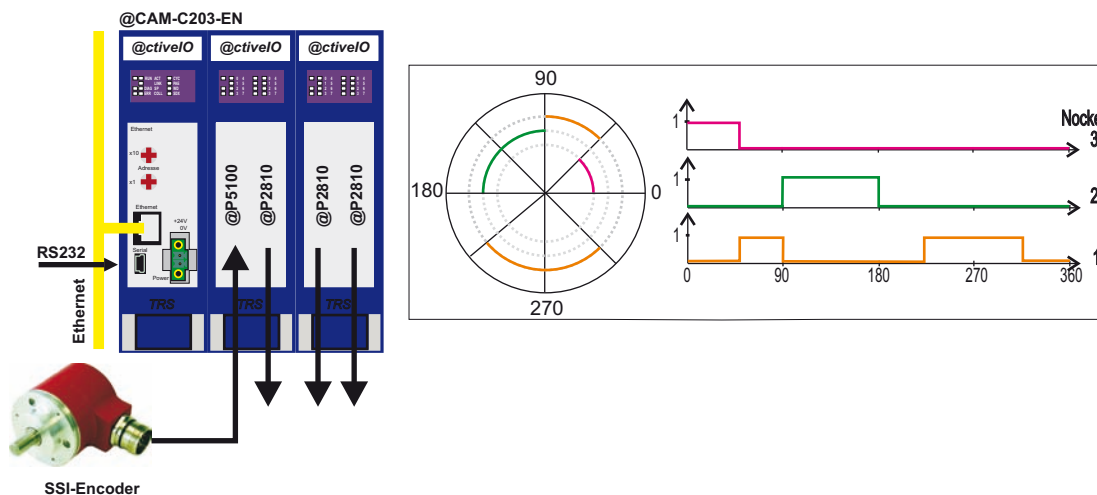 @CAM-C203-EN
@ctiveIO
@ctiveIO
@ctiveIO
Ethernet
x10
Adresse
x1
Ethernet
+24V
0V
Serial
Power
TRS
@P5100
@P2810
TRS
@P2810
@P2810
TRS
RS232
Ethernet
SSI-Encoder
90
180
0
270
1
Nocke
3
1
2
1
1
0
90
180
270
360